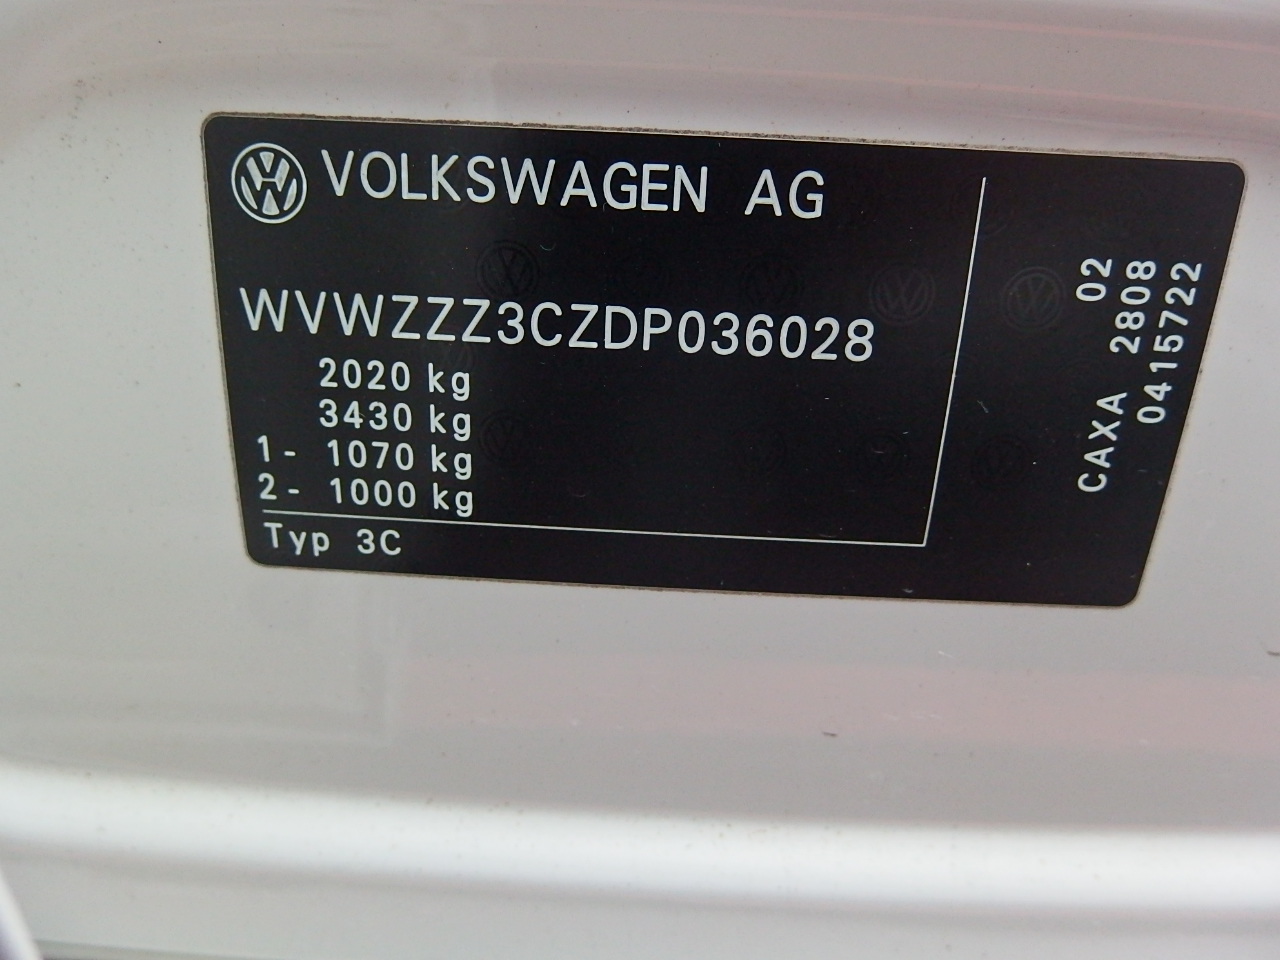 VOLKSWAGEN AG
WVWZZZ3CZDP036028
2020 kg
3430 kg
1- 1070 kg
2- 1000 kg
Typ 3C
CAXA 02
2808
0415722